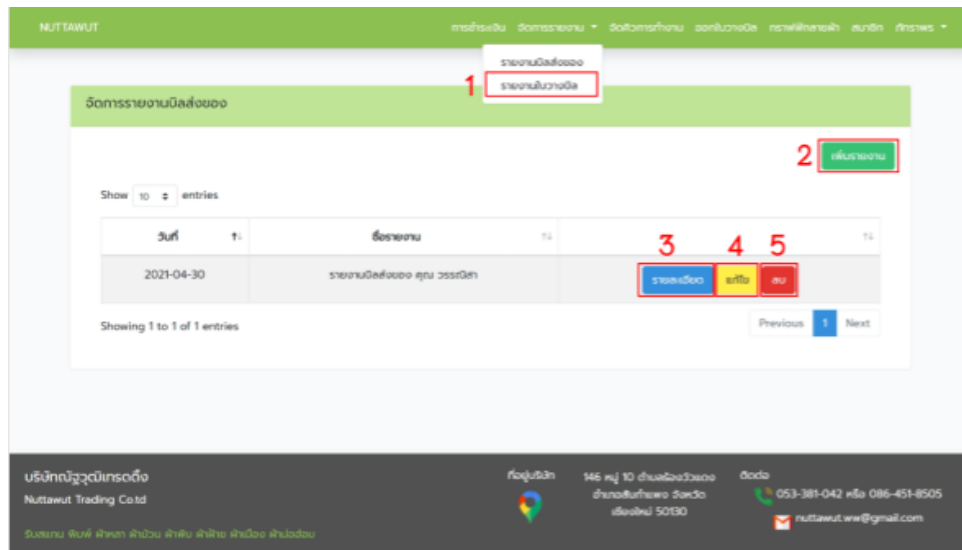 NUTTAWUT การชำระเงิน จัดการรายงาน จัดคิวการทำงาน ออกใบวางบิล กราฟฟิกลายผ้า สมาชิก ภัทราพร
รายงานบิลส่งของ
1 รายงานใบวางบิล
จัดการรายงานบิลส่งของ
2 เพิ่มรายงาน
Show 10 entries
วันที่ ชื่อรายงาน
3 4 5
2021-04-30 รายงานบิลส่งของ คุณ วรรณิสา รายละเอียด แก้ไข ลบ
Showing 1 to 1 of 1 entries Previous 1 Next
บริษัทณัฐวุฒิเทรดดิ้ง ที่อยู่บริษัท 146 หมู่ 10 ตำบล ติดต่อ
Nuttawut Trading Co.td อำเภอสันกำแพง จังหวัด 053-381-042 หรือ 086-451-8505
เชียงใหม่ 50130 nuttawut.ww@gmail.com
รับสแกน พิมพ์ ผ้าหลา ผ้าม้วน ผ้าพับ ผ้าฝ้าย ผ้าเมือง ผ้าบ่อฮ่อม